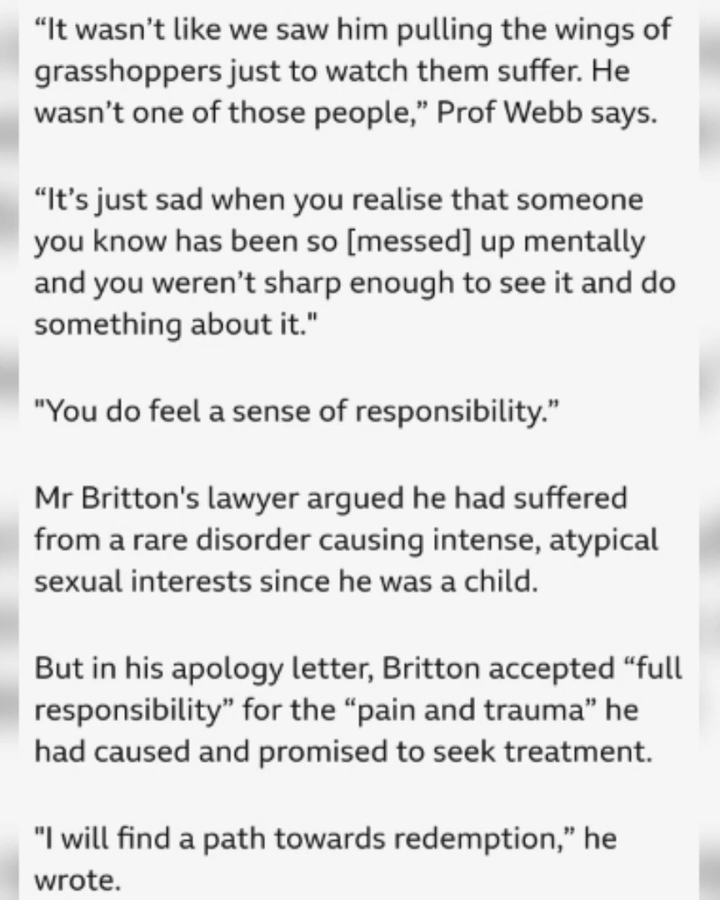 “It wasn’t like we saw him pulling the wings of
grasshoppers just to watch them suffer. He
wasn’t one of those people,” Prof Webb says.
“It’s just sad when you realise that someone
you know has been so [messed] up mentally
and you weren’t sharp enough to see it and do
something about it."
"You do feel a sense of responsibility.”
Mr Britton's lawyer argued he had suffered
from a rare disorder causing intense, atypical
sexual interests since he was a child.
But in his apology letter, Britton accepted “full
responsibility” for the “pain and trauma” he
had caused and promised to seek treatment.
"I will find a path towards redemption,” he
wrote.